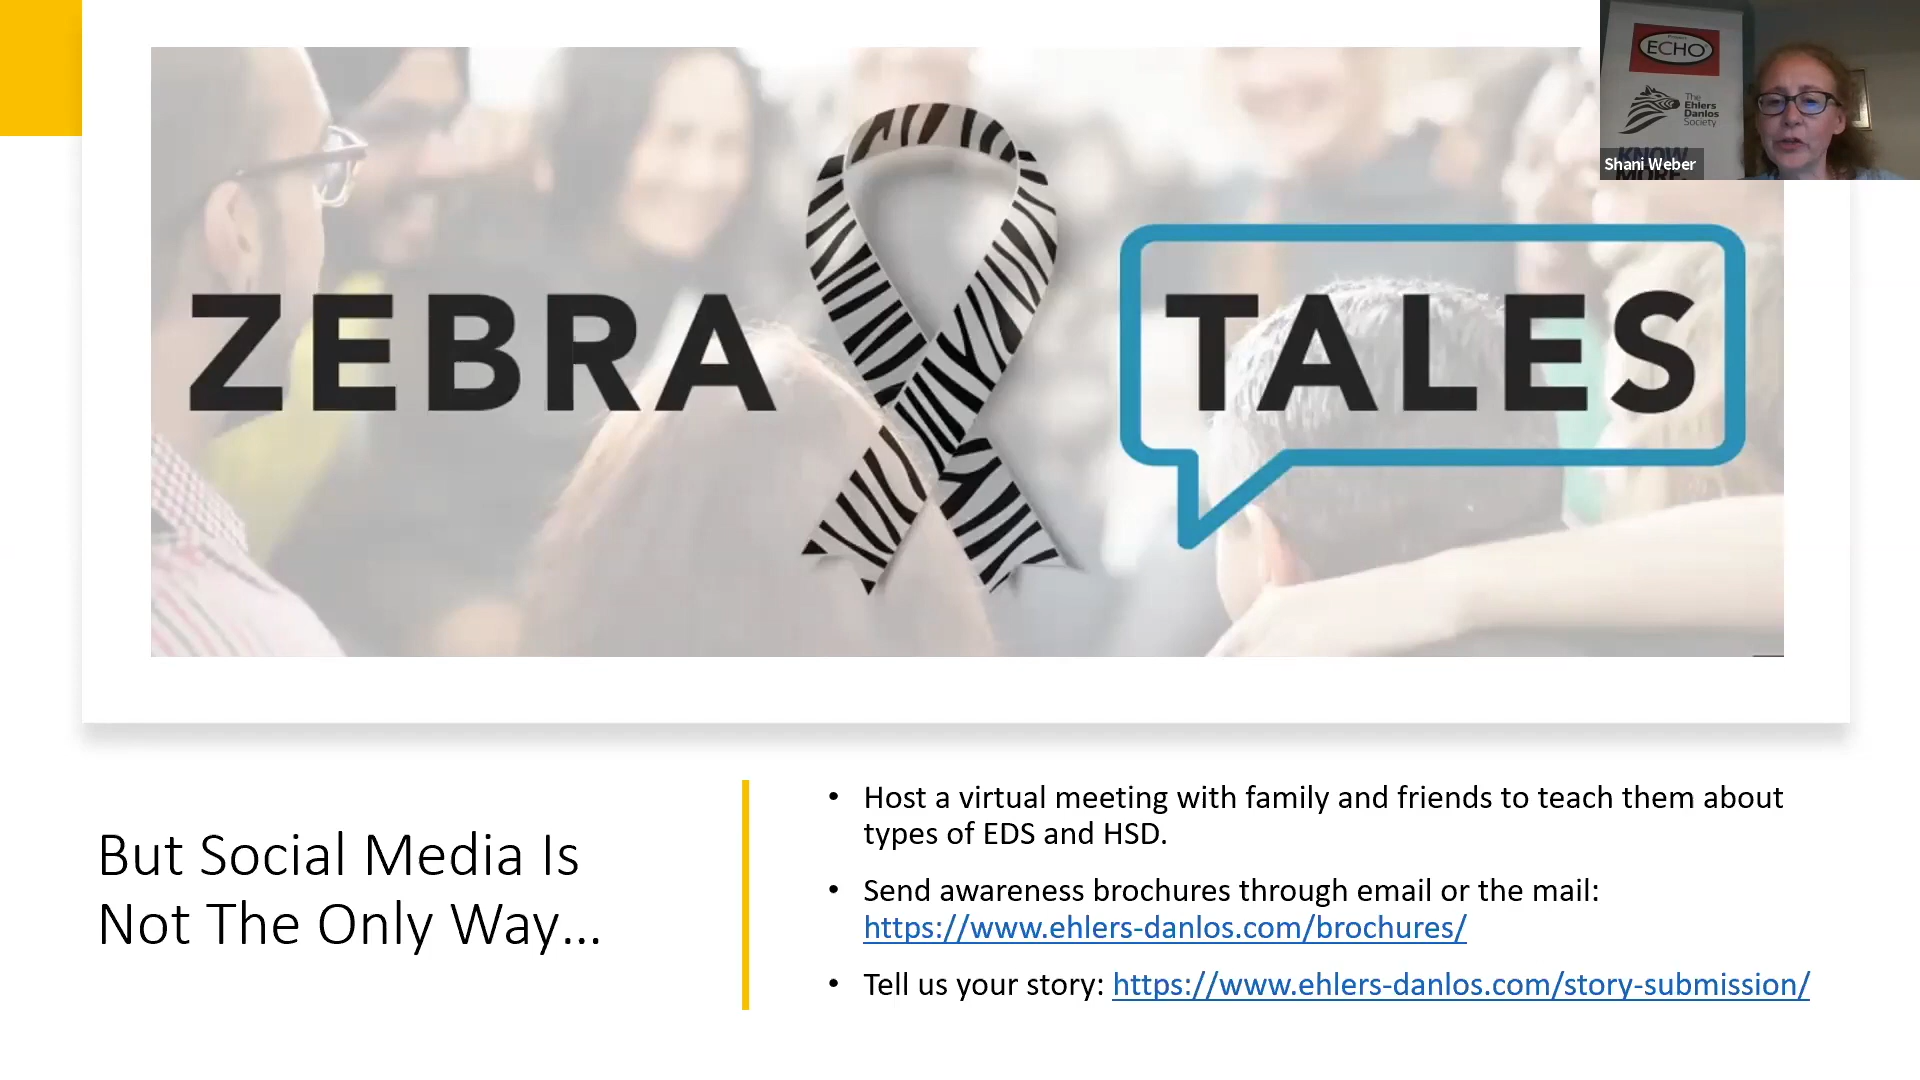 ZEBRA TALES
Project
ECHO
The
Ehlers
Danlos
Society
KNOW
MORE.
Shani Weber
But Social Media Is
Not The Only Way...
• Host a virtual meeting with family and friends to teach them about
types of EDS and HSD.
• Send awareness brochures through email or the mail:
https://www.ehlers-danlos.com/brochures/
• Tell us your story: https://www.ehlers-danlos.com/story-submission/